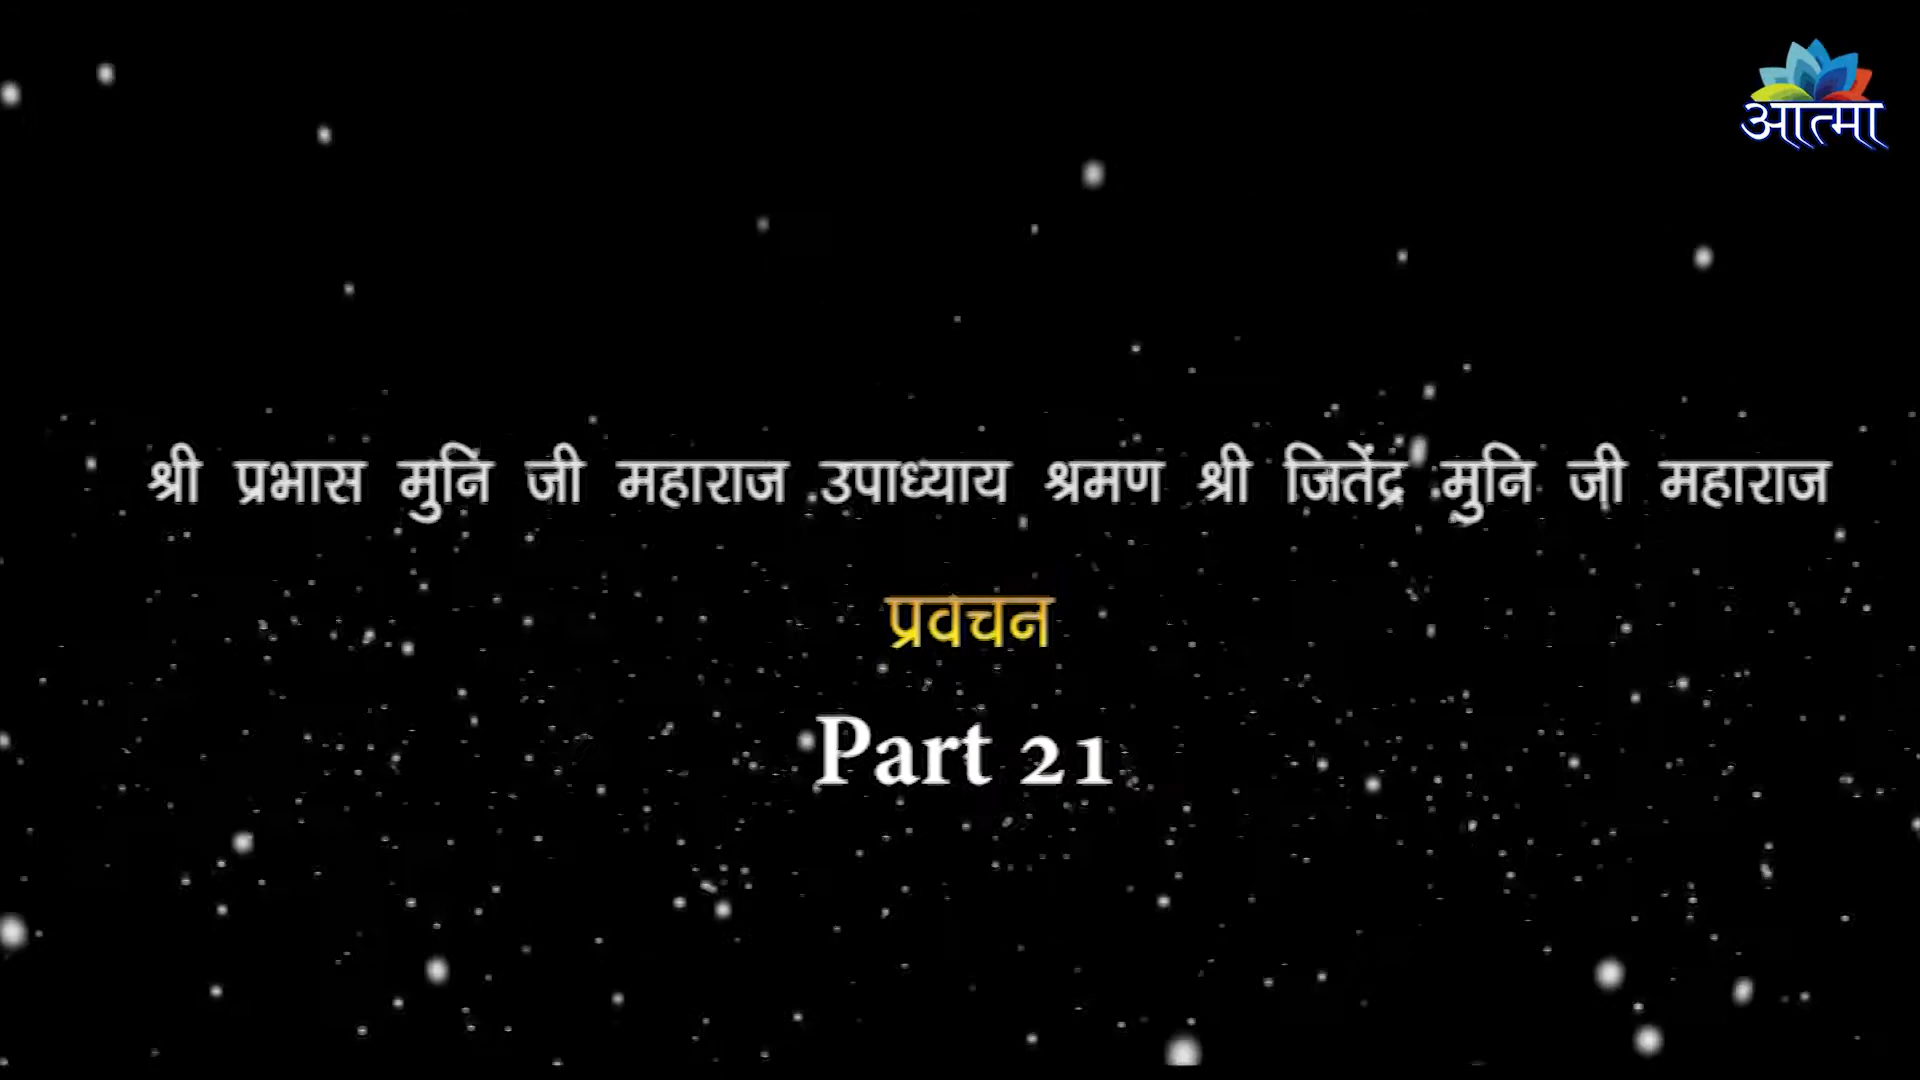 आत्मा
श्री प्रभास मुनि जी महाराज उपाध्याय श्रमण श्री जितेंद्र मुनि जी महाराज
प्रवचन
Part 21